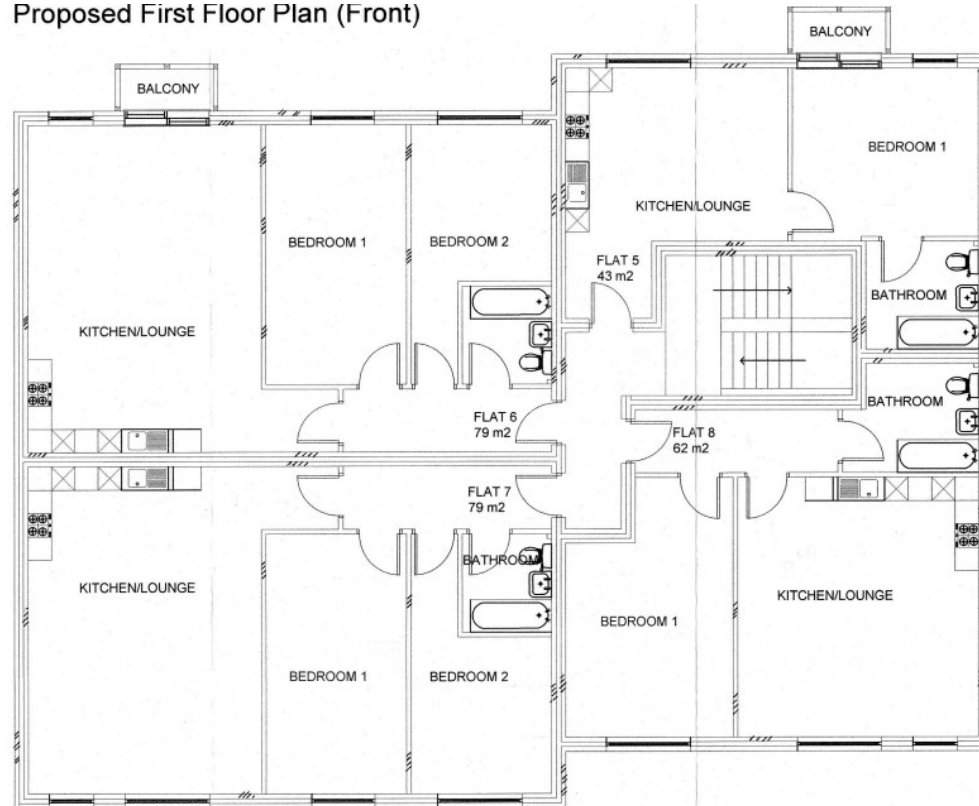 Proposed First Floor Plan (Front)
BALCONY
BALCONY
BEDROOM 1
KITCHEN/LOUNGE
BEDROOM 1
BEDROOM 2
FLAT 5
43 m2
BATHROOM
KITCHEN/LOUNGE
BATHROOM
FLAT 6
79 m2
FLAT 8
62 m2
FLAT 7
79 m2
BATHROOM
KITCHEN/LOUNGE
KITCHEN/LOUNGE
BEDROOM 1
BEDROOM 1
BEDROOM 2